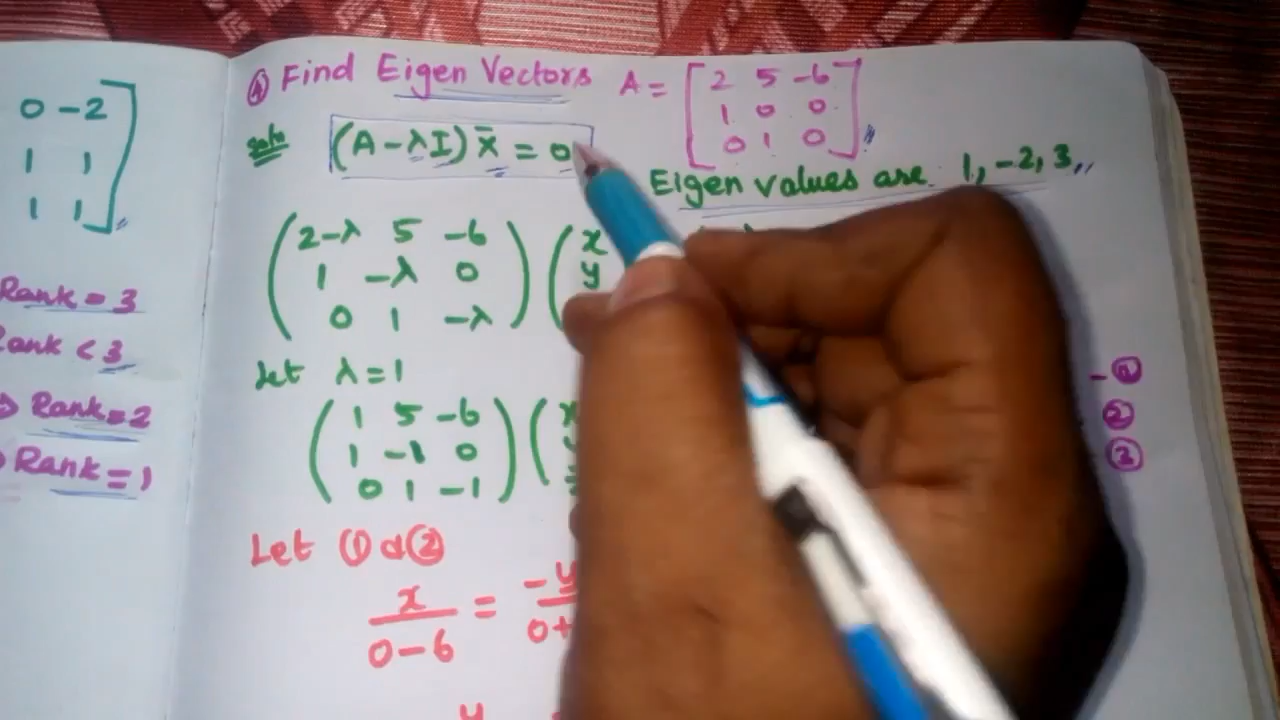 0 -2
1 1
1 1
Rank = 3
Rank < 3
Rank = 2
Rank = 1
④ Find Eigen Vectors A = [2 5 -6
1 0 0
0 1 0]
Soln (A-λI) X̄ = 0
Eigen values are 1, -2, 3
(2-λ 5 -6
1 -λ 0
0 1 -λ) (x
y
Let λ=1
(1 5 -6
1 -1 0
0 1 -1) (
Let ① & ②
x/0-6 = -y/0+
②
③
y